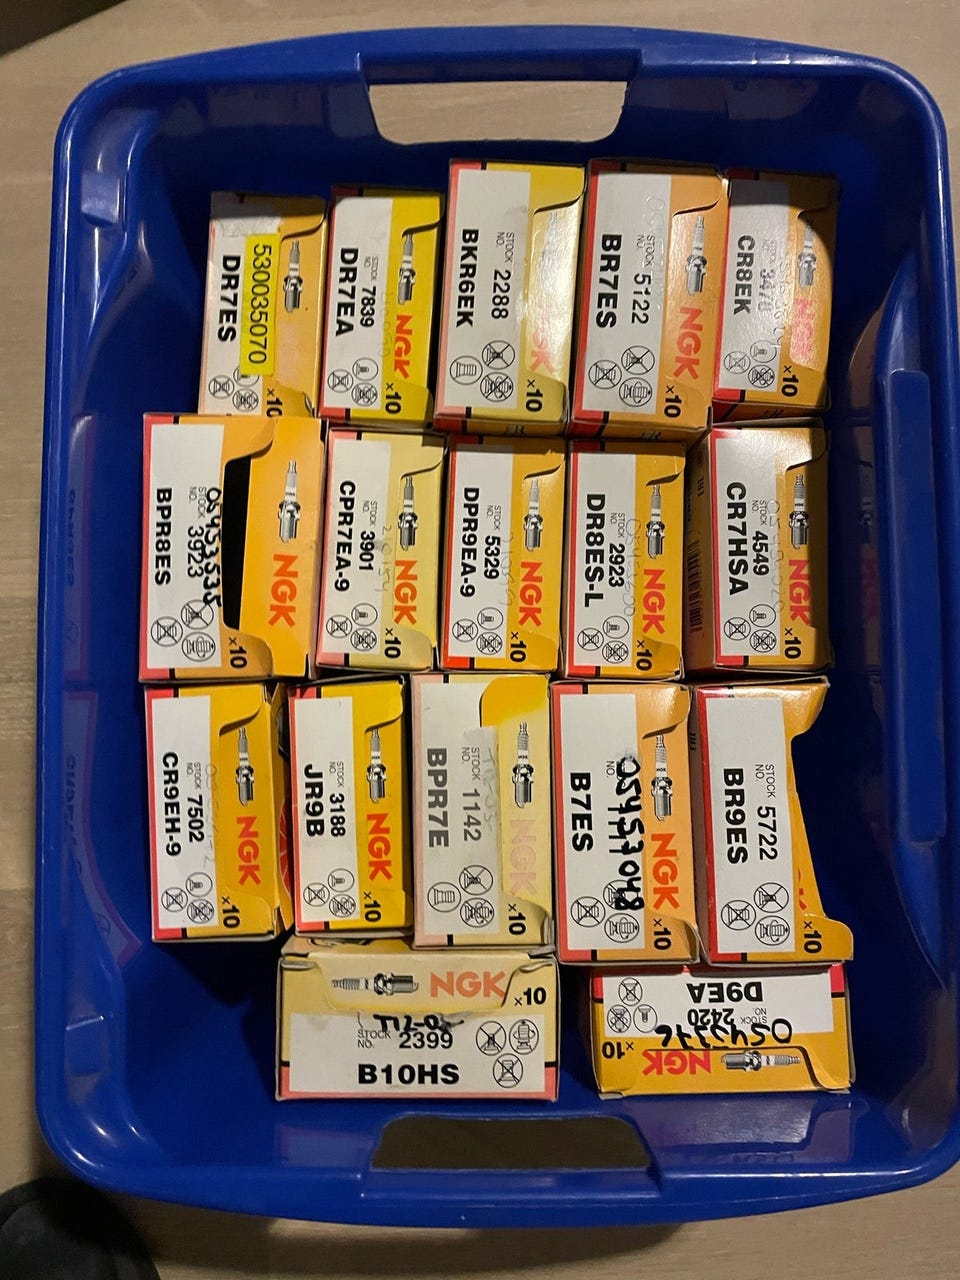 DR7ES
530035070
x10
DR7EA
STOCK NO. 7839
NGK
x10
BKR6EK
STOCK NO. 2288
NGK
x10
BR7ES
STOCK NO. 5122
NGK
x10
CR8EK
NGK
x10
BPR8ES
STOCK NO. 3923
NGK
x10
CPR7EA-9
STOCK NO. 3901
210154
NGK
x10
DPR9EA-9
STOCK NO. 5329
NGK
x10
DR8ES-L
STOCK NO. 2923
NGK
x10
CR7HSA
STOCK NO. 4549
NGK
x10
CR9EH-9
STOCK NO. 7502
NGK
x10
JR9B
STOCK NO. 3188
NGK
x10
BPR7E
STOCK NO. 1142
NGK
x10
B7ES
05453048
NGK
x10
BR9ES
STOCK NO. 5722
x10
NGK
x10
STOCK NO. 2399
B10HS
D9EA
STOCK NO. 2420
NGK
x10